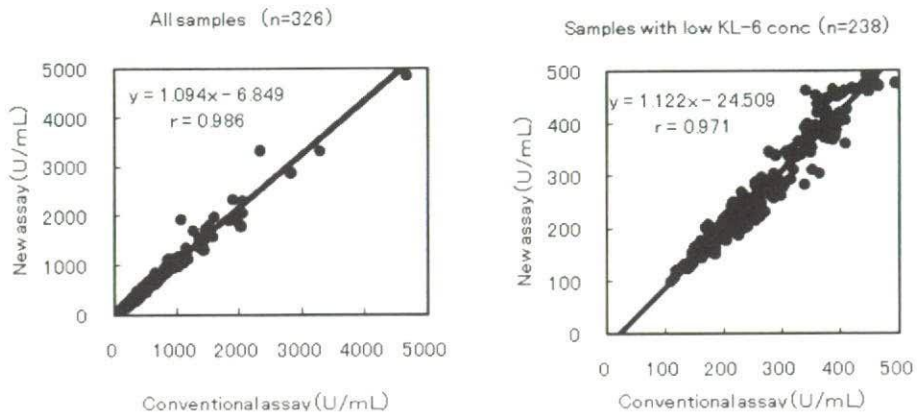 All samples (n=326)
5000
4000
3000
2000
1000
0
New assay (U/mL)
y = 1.094x - 6.849
r = 0.986
0 1000 2000 3000 4000 5000
Conventional assay (U/mL)
Samples with low KL-6 conc (n=238)
500
400
300
200
100
0
New assay (U/mL)
y = 1.122x - 24.509
r = 0.971
0 100 200 300 400 500
Conventional assay (U/mL)